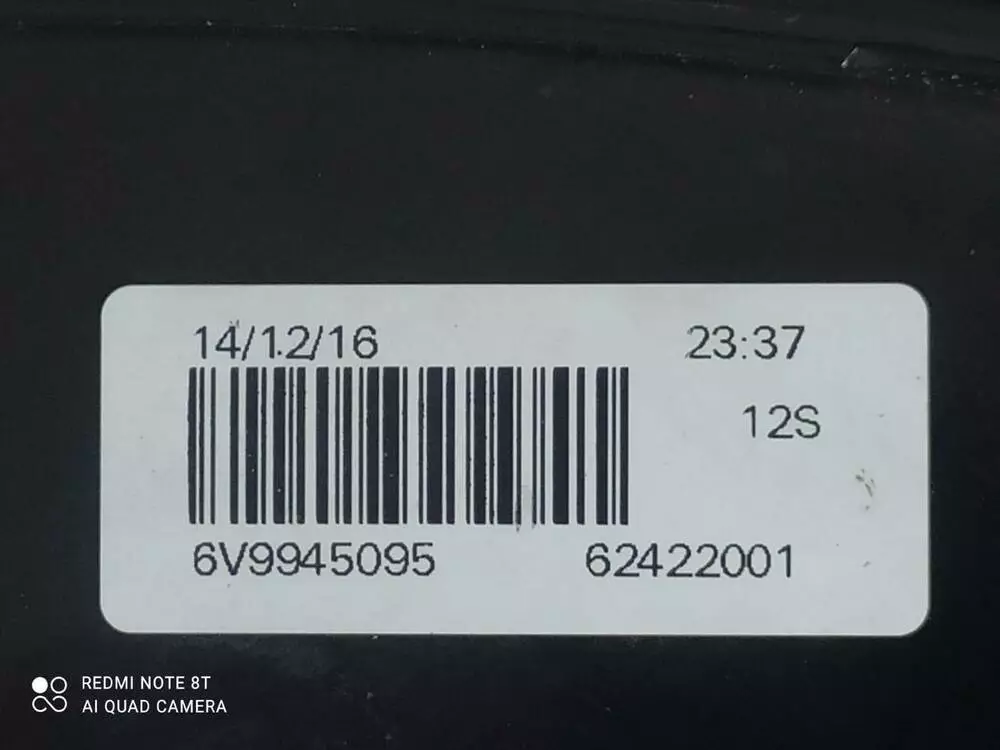 14/12/16 23:37
12S
6V9945095 62422001
REDMI NOTE 8T
AI QUAD CAMERA